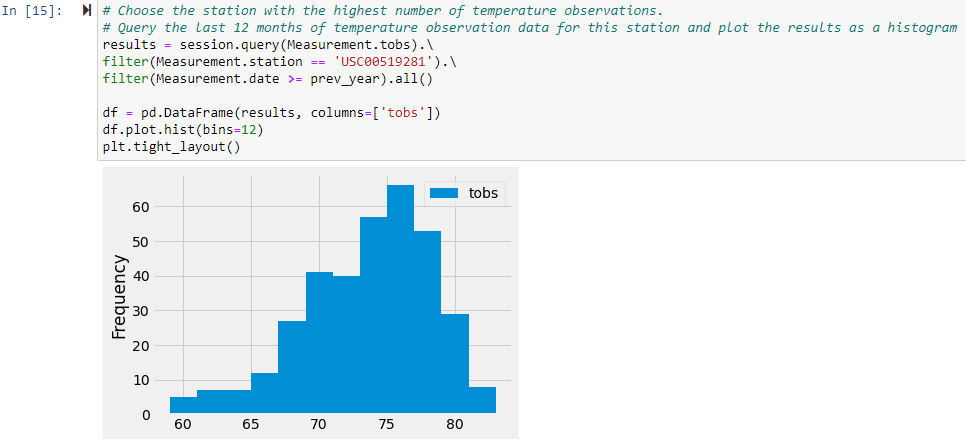 In [15]:
# Choose the station with the highest number of temperature observations.
# Query the last 12 months of temperature observation data for this station and plot the results as a histogram
results = session.query(Measurement.tobs).\
filter(Measurement.station == 'USC00519281').\
filter(Measurement.date >= prev_year).all()
df = pd.DataFrame(results, columns=['tobs'])
df.plot.hist(bins=12)
plt.tight_layout()
tobs
Frequency
60
50
40
30
20
10
0
60 65 70 75 80